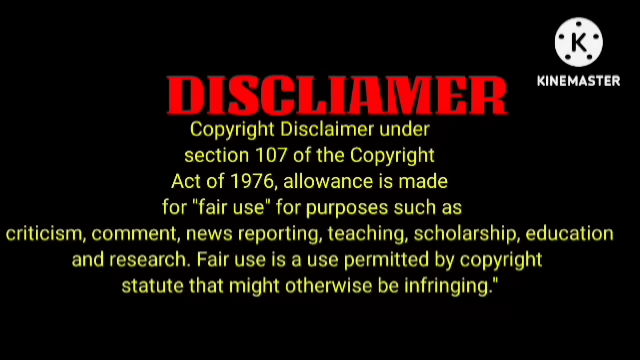 K
KINEMASTER
DISCLIAMER
Copyright Disclaimer under
section 107 of the Copyright
Act of 1976, allowance is made
for "fair use" for purposes such as
criticism, comment, news reporting, teaching, scholarship, education
and research. Fair use is a use permitted by copyright
statute that might otherwise be infringing."